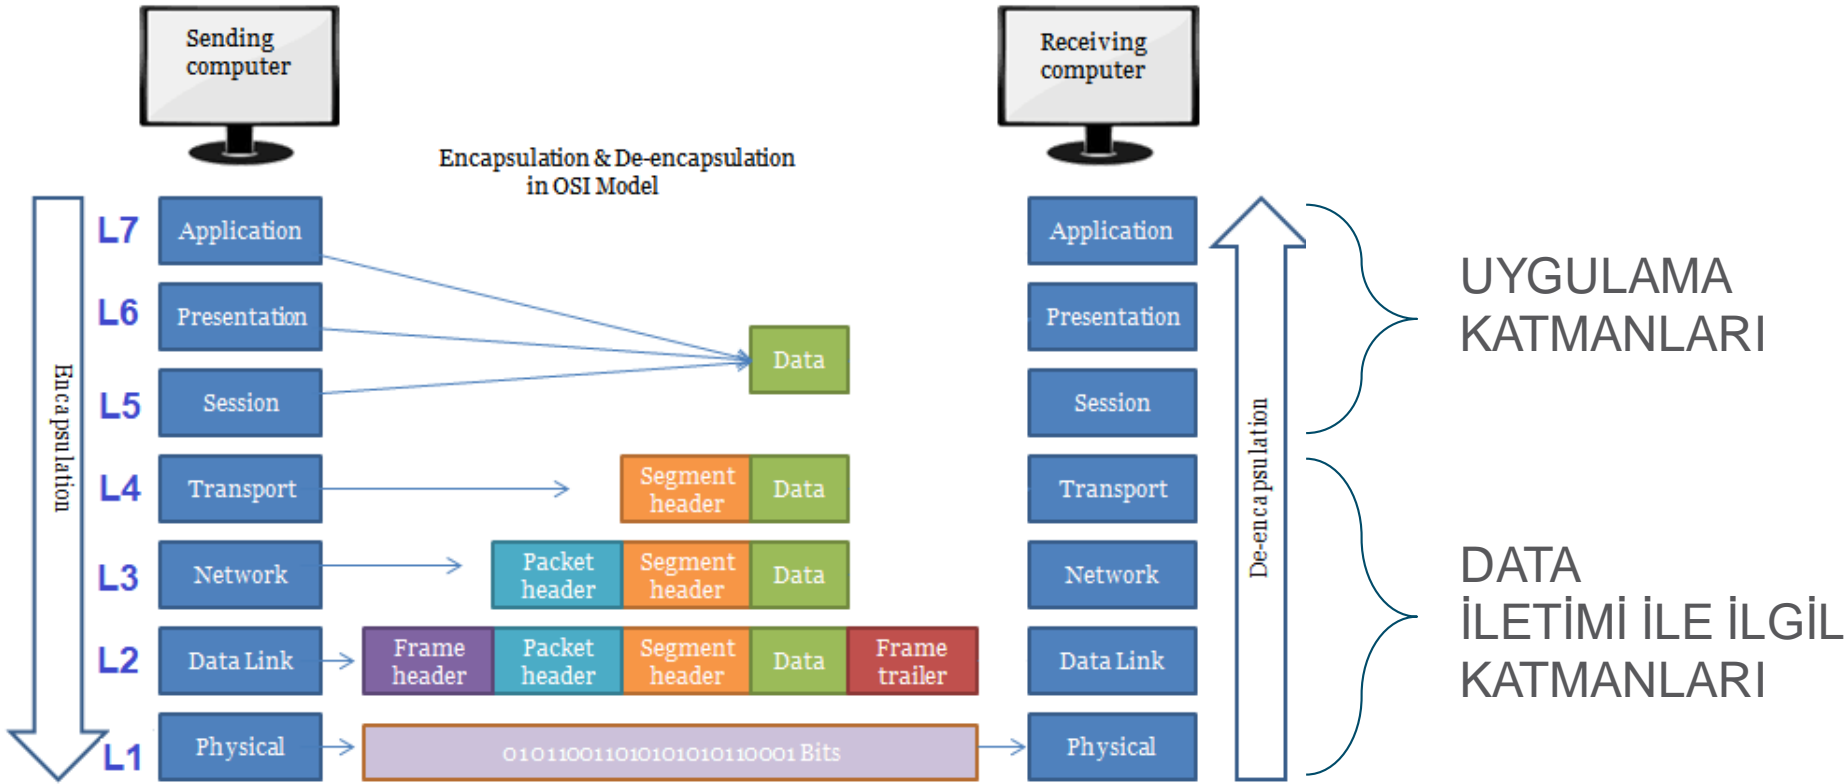 Sending
computer
Receiving
computer
Encapsulation & De-encapsulation
in OSI Model
Encapsulation
L7
Application
L6
Presentation
L5
Session
Data
L4
Transport
Segment
header
Data
L3
Network
Packet
header
Segment
header
Data
L2
Data Link
Frame
header
Packet
header
Segment
header
Data
Frame
trailer
L1
Physical
0101100110101010110001 Bits
Application
Presentation
Session
Transport
Network
Data Link
Physical
De-encapsulation
UYGULAMA
KATMANLARI
DATA
İLETİMİ İLE İLGİL
KATMANLARI